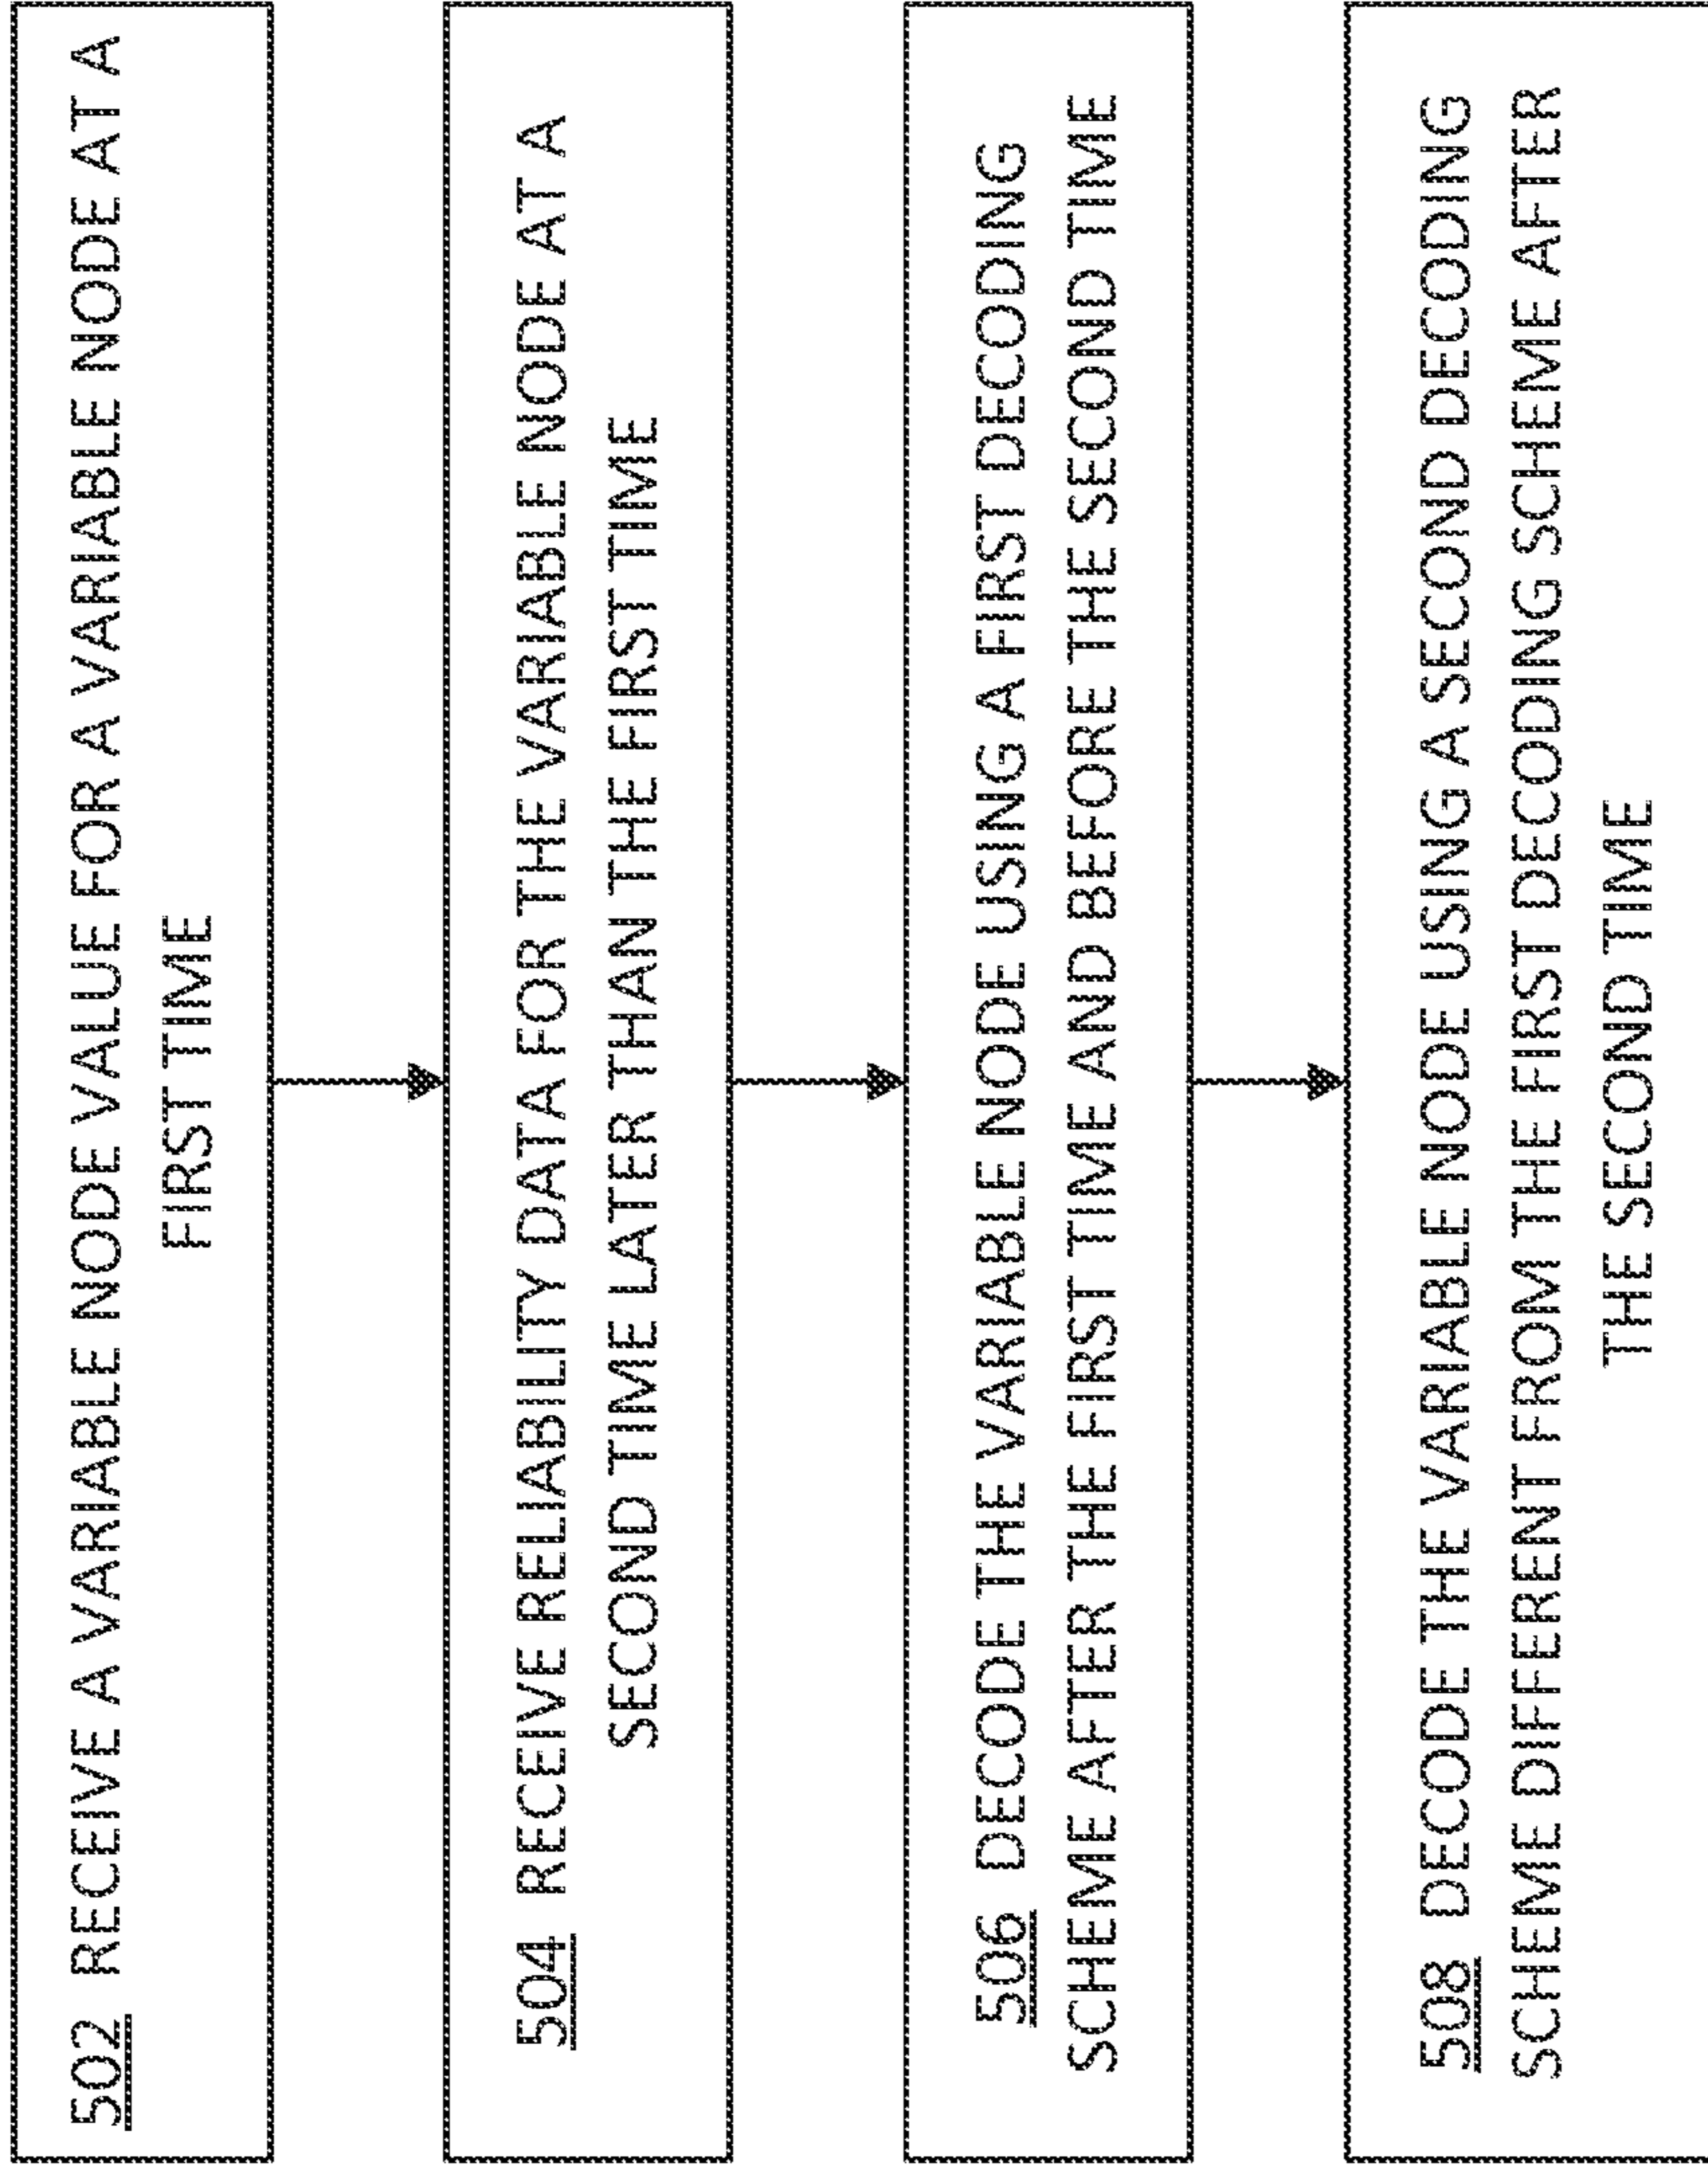 502 RECEIVE A VARIABLE NODE VALUE FOR A VARIABLE NODE AT A
FIRST TIME
504 RECEIVE RELIABILITY DATA FOR THE VARIABLE NODE AT A
SECOND TIME LATER THAN THE FIRST TIME
506 DECODE THE VARIABLE NODE USING A FIRST DECODING
SCHEME AFTER THE FIRST TIME AND BEFORE THE SECOND TIME
508 DECODE THE VARIABLE NODE USING A SECOND DECODING
SCHEME DIFFERENT FROM THE FIRST DECODING SCHEME AFTER
THE SECOND TIME